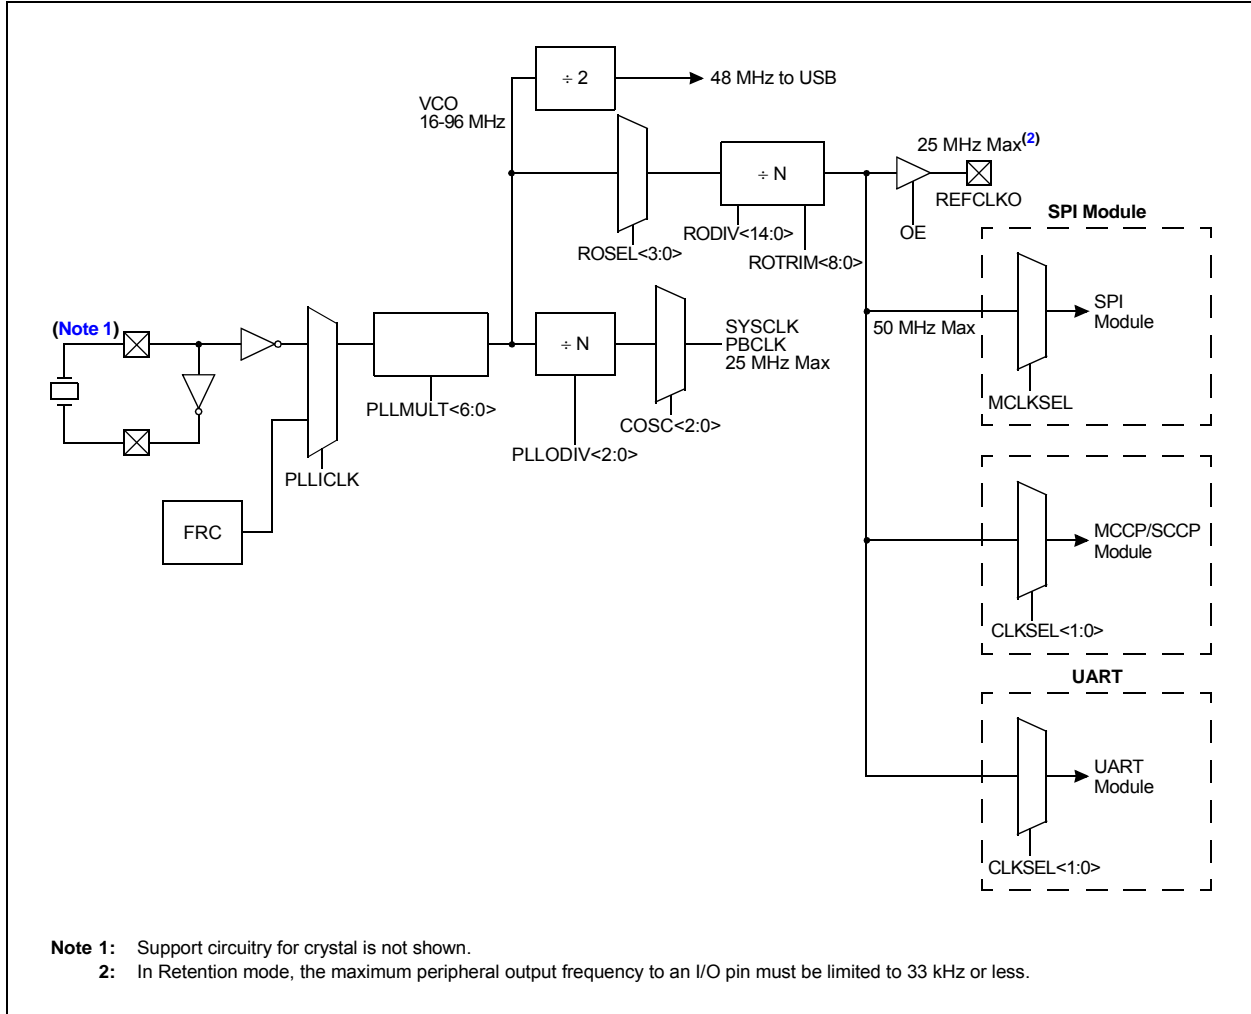 ÷ 2
48 MHz to USB
VCO
16-96 MHz
25 MHz Max(2)
÷ N
REFCLKO
RODIV<14:0>
OE
ROSEL<3:0>
ROTRIM<8:0>
SPI Module
(Note 1)
SYSCLK
PBCLK
25 MHz Max
÷ N
50 MHz Max
SPI
Module
PLLMULT<6:0>
MCLKSEL
COSC<2:0>
PLLODIV<2:0>
PLLICLK
FRC
MCCP/SCCP
Module
CLKSEL<1:0>
UART
UART
Module
CLKSEL<1:0>
Note 1: Support circuitry for crystal is not shown.
2: In Retention mode, the maximum peripheral output frequency to an I/O pin must be limited to 33 kHz or less.